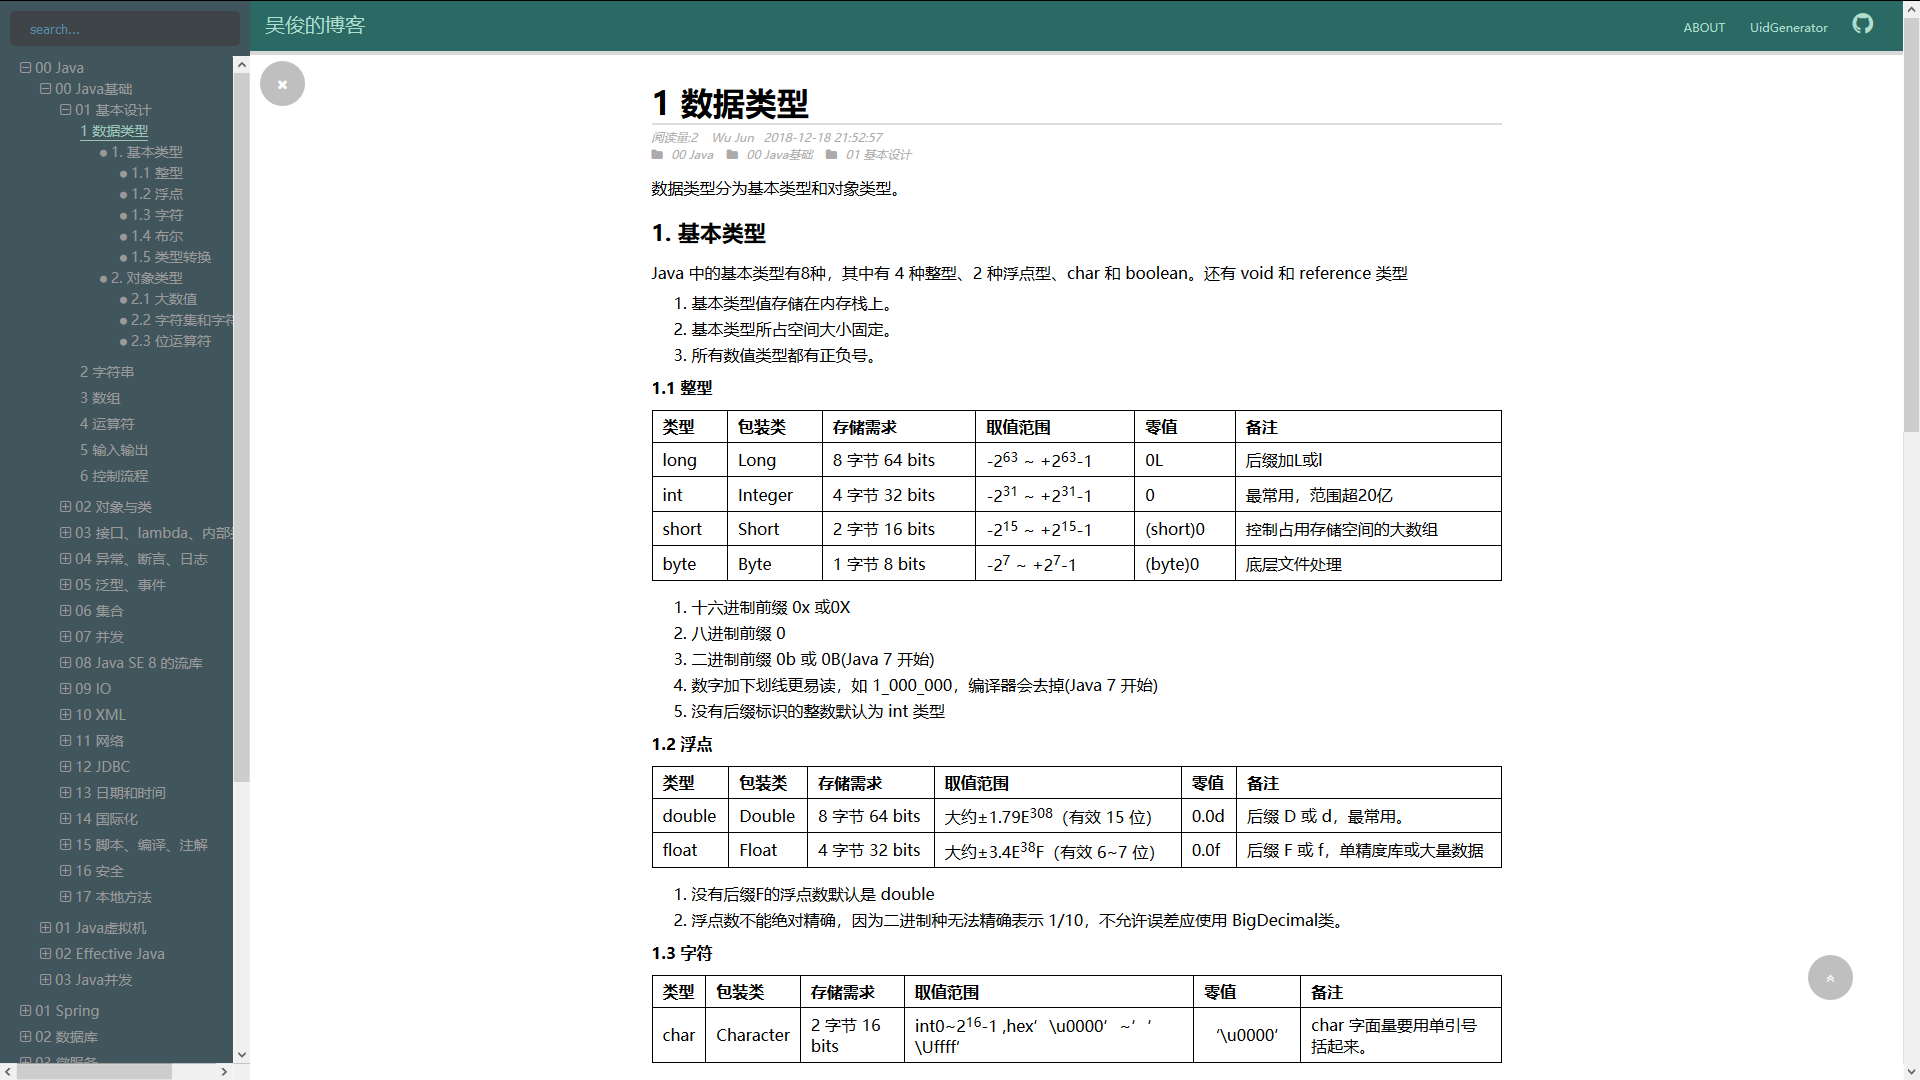 search...
00 Java
00 Java基础
01 基本设计
1 数据类型
1. 基本类型
1.1 整型
1.2 浮点
1.3 字符
1.4 布尔
1.5 类型转换
2. 对象类型
2.1 大数值
2.2 字符集和字符
2.3 位运算符
2 字符串
3 数组
4 运算符
5 输入输出
6 控制流程
02 对象与类
03 接口、lambda、内部
04 异常、断言、日志
05 泛型、事件
06 集合
07 并发
08 Java SE 8 的流库
09 IO
10 XML
11 网络
12 JDBC
13 日期和时间
14 国际化
15 脚本、编译、注解
16 安全
17 本地方法
01 Java虚拟机
02 Effective Java
03 Java并发
01 Spring
02 数据库
03 微服务
吴俊的博客
ABOUT UidGenerator
1 数据类型
阅读量:2 Wu Jun 2018-12-18 21:52:57
00 Java 00 Java基础 01 基本设计
数据类型分为基本类型和对象类型。
1. 基本类型
Java 中的基本类型有8种，其中有 4 种整型、2 种浮点型、char 和 boolean。还有 void 和 reference 类型
1. 基本类型值存储在内存栈上。
2. 基本类型所占空间大小固定。
3. 所有数值类型都有正负号。
1.1 整型
类型 包装类 存储需求 取值范围 零值 备注
long Long 8 字节 64 bits -2^63 ~ +2^63-1 0L 后缀加L或l
int Integer 4 字节 32 bits -2^31 ~ +2^31-1 0 最常用，范围超20亿
short Short 2 字节 16 bits -2^15 ~ +2^15-1 (short)0 控制占用存储空间的大数组
byte Byte 1 字节 8 bits -2^7 ~ +2^7-1 (byte)0 底层文件处理
1. 十六进制前缀 0x 或0X
2. 八进制前缀 0
3. 二进制前缀 0b 或 0B(Java 7 开始)
4. 数字加下划线更易读，如 1_000_000，编译器会去掉(Java 7 开始)
5. 没有后缀标识的整数默认为 int 类型
1.2 浮点
类型 包装类 存储需求 取值范围 零值 备注
double Double 8 字节 64 bits 大约±1.79E^308（有效 15 位） 0.0d 后缀 D 或 d，最常用。
float Float 4 字节 32 bits 大约±3.4E^38F（有效 6~7 位） 0.0f 后缀 F 或 f，单精度库或大量数据
1. 没有后缀F的浮点数默认是 double
2. 浮点数不能绝对精确，因为二进制种无法精确表示 1/10，不允许误差应使用 BigDecimal类。
1.3 字符
类型 包装类 存储需求 取值范围 零值 备注
char Character 2 字节 16 bits int0~2^16-1 ,hex’\u0000’~’’\Uffff’ ‘\u0000’ char 字面量要用单引号括起来。